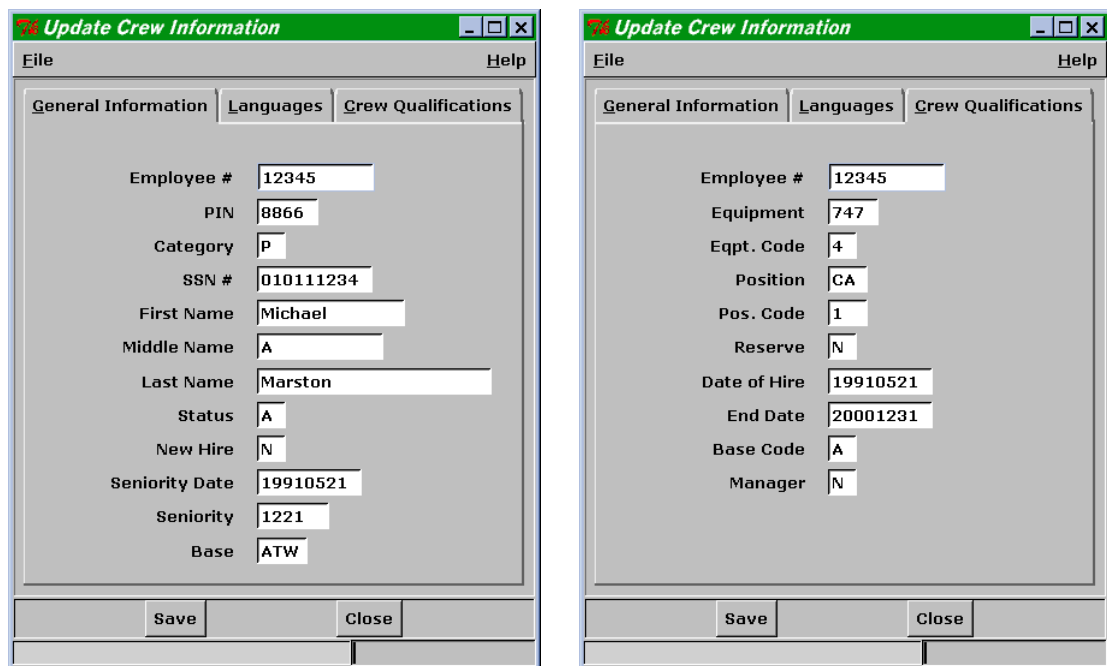 Update Crew Information
File Help
General Information Languages Crew Qualifications
Employee # 12345
PIN 8866
Category P
SSN # 010111234
First Name Michael
Middle Name A
Last Name Marston
Status A
New Hire N
Seniority Date 19910521
Seniority 1221
Base ATW
Save Close
Update Crew Information
File Help
General Information Languages Crew Qualifications
Employee # 12345
Equipment 747
Eqpt. Code 4
Position CA
Pos. Code 1
Reserve N
Date of Hire 19910521
End Date 20001231
Base Code A
Manager N
Save Close